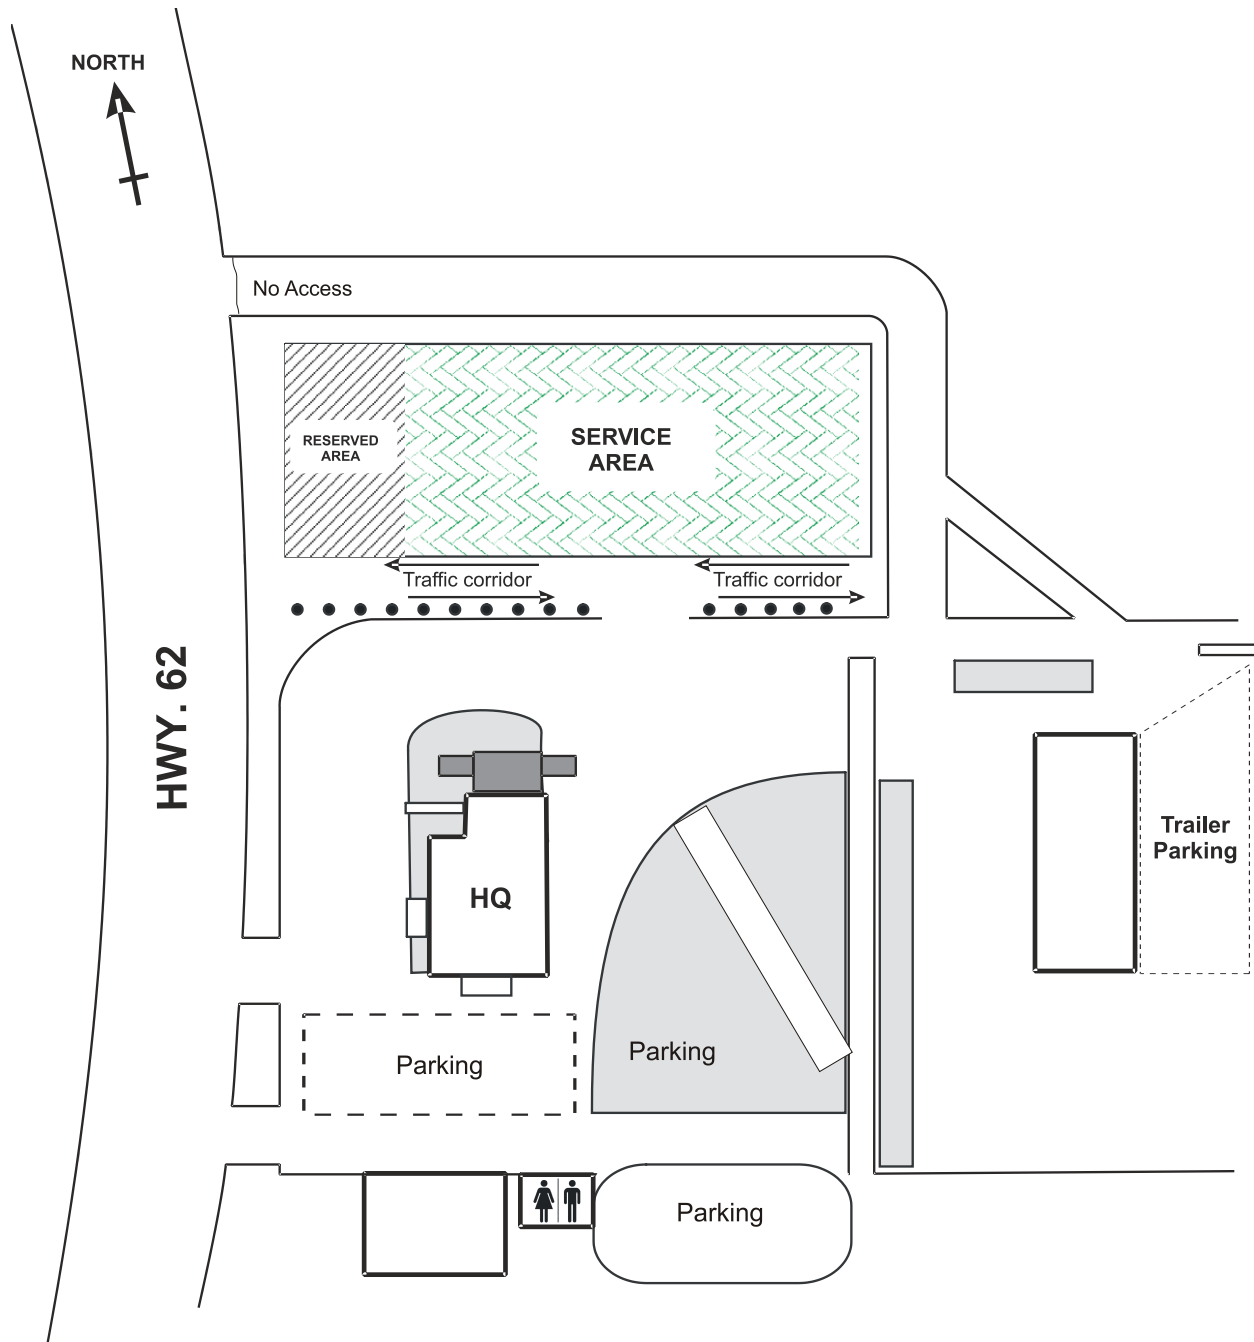 NORTH
No Access
RESERVED
AREA
SERVICE
AREA
Traffic corridor
Traffic corridor
HWY. 62
Trailer
Parking
HQ
Parking
Parking
Parking